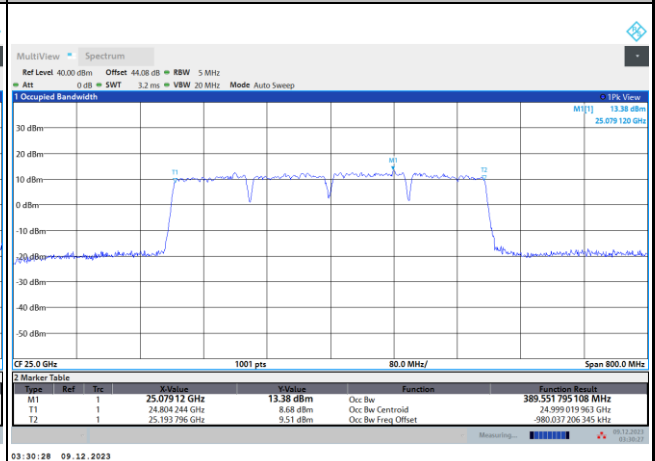 MultiView Spectrum
Ref Level 40.00 dBm Offset 44.08 dB RBW 5 MHz
Att 0 dB SWT 3.2 ms VBW 20 MHz Mode Auto Sweep
1 Occupied Bandwidth 1Pk View
M1[1] 13.38 dBm
25.079 120 GHz
30 dBm
20 dBm
M1
T1 T2
10 dBm
0 dBm
-10 dBm
-20 dBm
-30 dBm
-40 dBm
-50 dBm
CF 25.0 GHz 1001 pts 80.0 MHz/ Span 800.0 MHz
2 Marker Table
Type Ref Trc X-Value Y-Value Function Function Result
M1 1 25.079 12 GHz 13.38 dBm Occ Bw 389.551 795 108 MHz
T1 1 24.804 244 GHz 8.68 dBm Occ Bw Centroid 24.999 019 963 GHz
T2 1 25.193 796 GHz 9.51 dBm Occ Bw Freq Offset -980.037 206 345 kHz
Measuring... 09.12.2023
03:30:27
03:30:28 09.12.2023